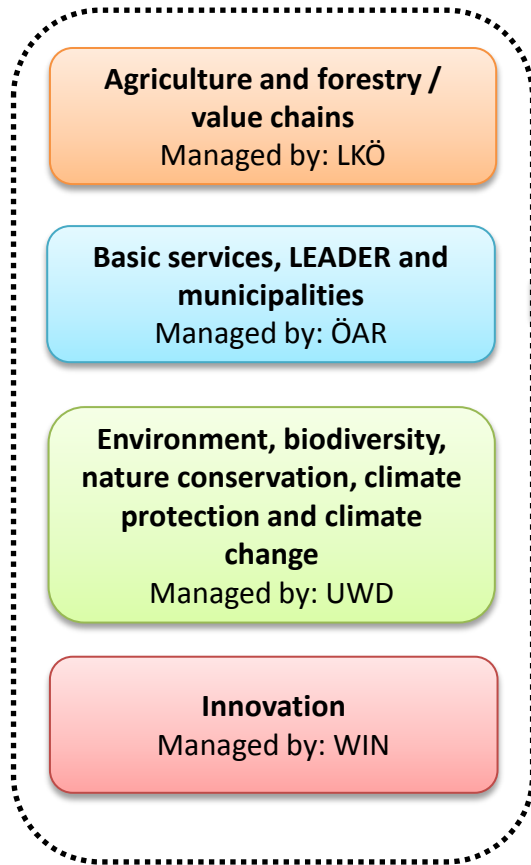 Agriculture and forestry /
value chains
Managed by: LKÖ
Basic services, LEADER and
municipalities
Managed by: ÖAR
Environment, biodiversity,
nature conservation, climate
protection and climate
change
Managed by: UWD
Innovation
Managed by: WIN